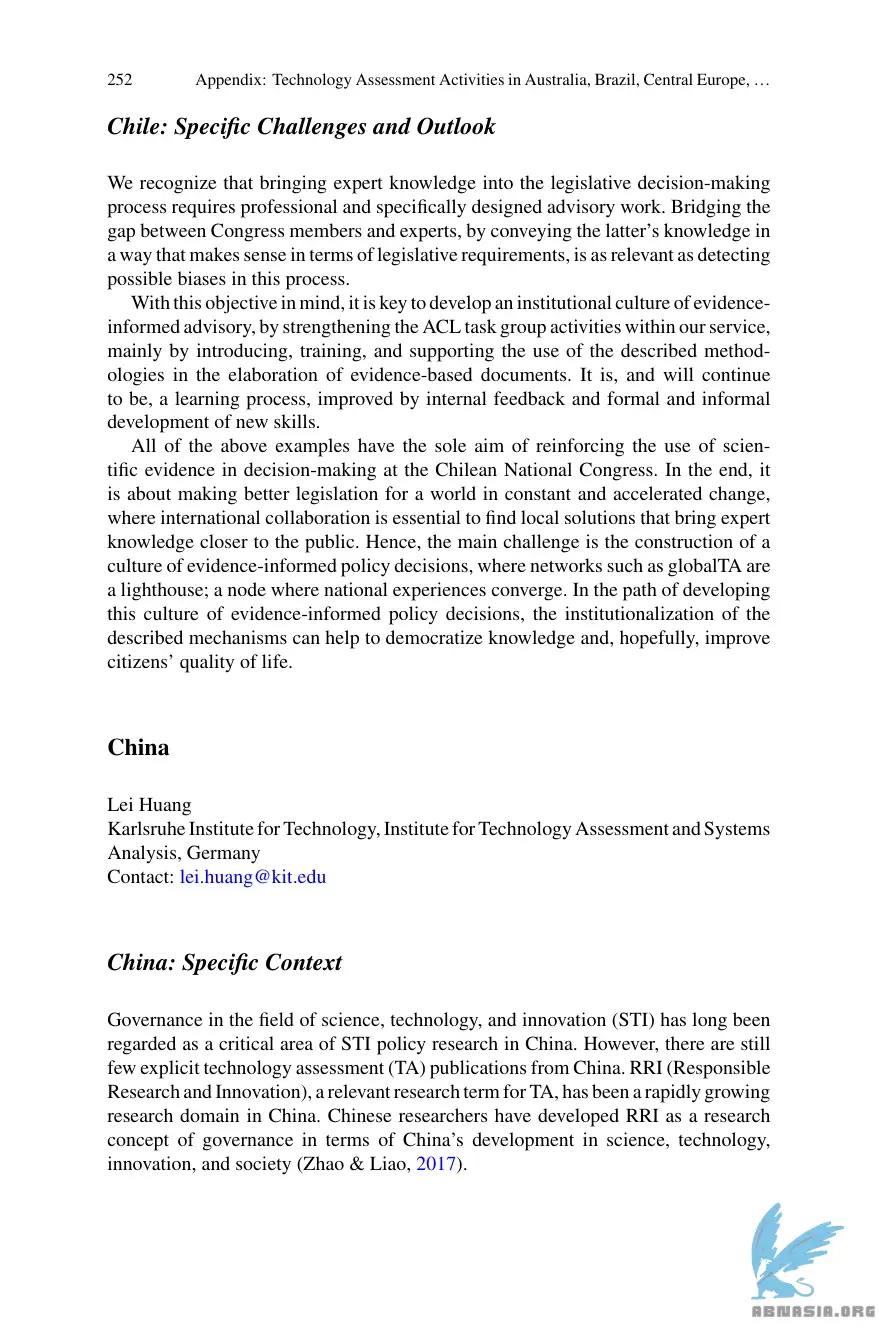 252 Appendix: Technology Assessment Activities in Australia, Brazil, Central Europe, …
Chile: Specific Challenges and Outlook
We recognize that bringing expert knowledge into the legislative decision-making
process requires professional and specifically designed advisory work. Bridging the
gap between Congress members and experts, by conveying the latter’s knowledge in
a way that makes sense in terms of legislative requirements, is as relevant as detecting
possible biases in this process.
With this objective in mind, it is key to develop an institutional culture of evidence-
informed advisory, by strengthening the ACL task group activities within our service,
mainly by introducing, training, and supporting the use of the described method-
ologies in the elaboration of evidence-based documents. It is, and will continue
to be, a learning process, improved by internal feedback and formal and informal
development of new skills.
All of the above examples have the sole aim of reinforcing the use of scien-
tific evidence in decision-making at the Chilean National Congress. In the end, it
is about making better legislation for a world in constant and accelerated change,
where international collaboration is essential to find local solutions that bring expert
knowledge closer to the public. Hence, the main challenge is the construction of a
culture of evidence-informed policy decisions, where networks such as globalTA are
a lighthouse; a node where national experiences converge. In the path of developing
this culture of evidence-informed policy decisions, the institutionalization of the
described mechanisms can help to democratize knowledge and, hopefully, improve
citizens’ quality of life.
China
Lei Huang
Karlsruhe Institute for Technology, Institute for Technology Assessment and Systems
Analysis, Germany
Contact: lei.huang@kit.edu
China: Specific Context
Governance in the field of science, technology, and innovation (STI) has long been
regarded as a critical area of STI policy research in China. However, there are still
few explicit technology assessment (TA) publications from China. RRI (Responsible
Research and Innovation), a relevant research term for TA, has been a rapidly growing
research domain in China. Chinese researchers have developed RRI as a research
concept of governance in terms of China’s development in science, technology,
innovation, and society (Zhao & Liao, 2017).
ABNASIA.ORG